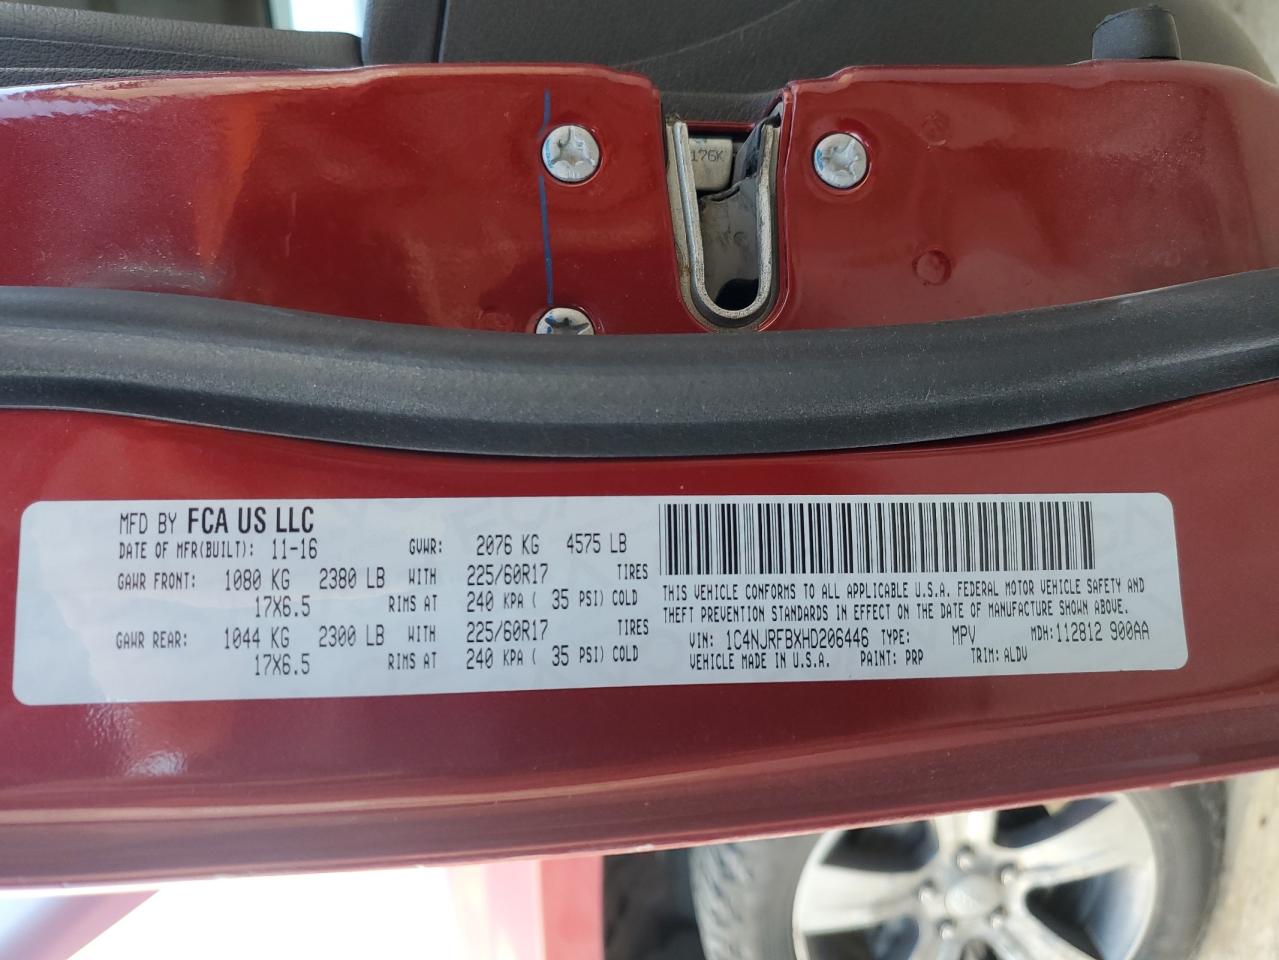 176K
MFD BY FCA US LLC
DATE OF MFR(BUILT): 11-16 GVWR: 2076 KG 4575 LB
GAWR FRONT: 1080 KG 2380 LB WITH 225/60R17 TIRES
17X6.5 RIMS AT 240 KPA ( 35 PSI) COLD
GAWR REAR: 1044 KG 2300 LB WITH 225/60R17 TIRES
17X6.5 RIMS AT 240 KPA ( 35 PSI) COLD
THIS VEHICLE CONFORMS TO ALL APPLICABLE U.S.A. FEDERAL MOTOR VEHICLE SAFETY AND
THEFT PREVENTION STANDARDS IN EFFECT ON THE DATE OF MANUFACTURE SHOWN ABOVE.
VIN: 1C4NJRFBXHD206446 TYPE: MPV MDH:112812 900AA
VEHICLE MADE IN U.S.A. PAINT: PRP TRIM: ALDV